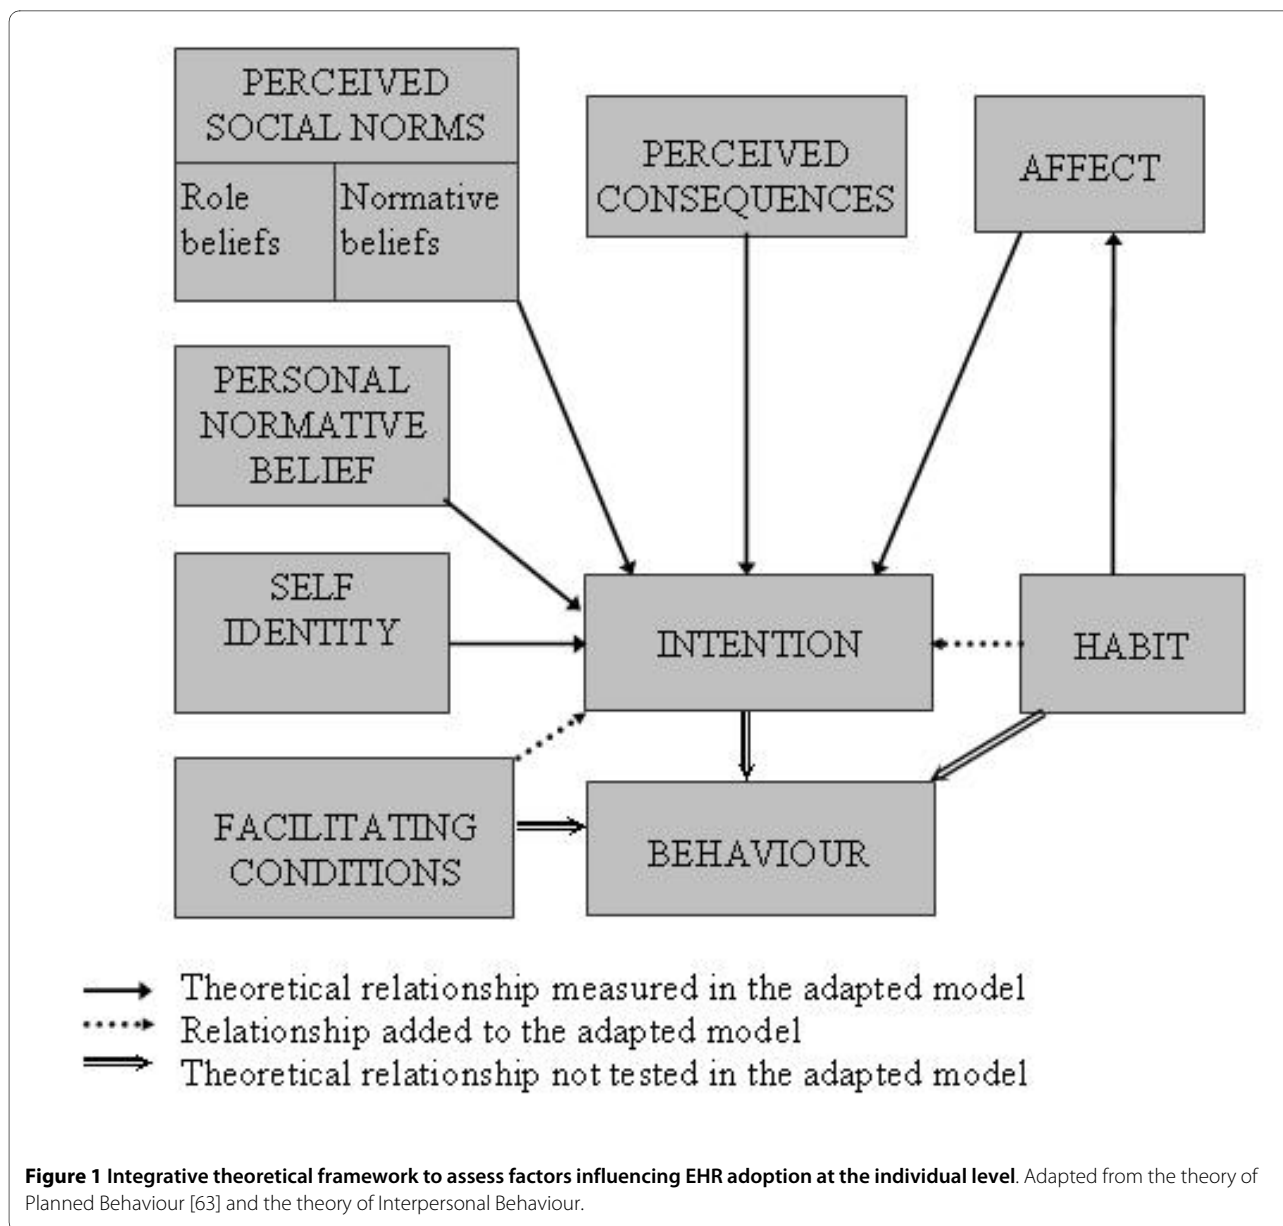 PERCEIVED
SOCIAL NORMS
Role
beliefs
Normative
beliefs
PERCEIVED
CONSEQUENCES
AFFECT
PERSONAL
NORMATIVE
BELIEF
SELF
IDENTITY
INTENTION
HABIT
FACILITATING
CONDITIONS
BEHAVIOUR
Theoretical relationship measured in the adapted model
Relationship added to the adapted model
Theoretical relationship not tested in the adapted model
Figure 1 Integrative theoretical framework to assess factors influencing EHR adoption at the individual level. Adapted from the theory of
Planned Behaviour [63] and the theory of Interpersonal Behaviour.